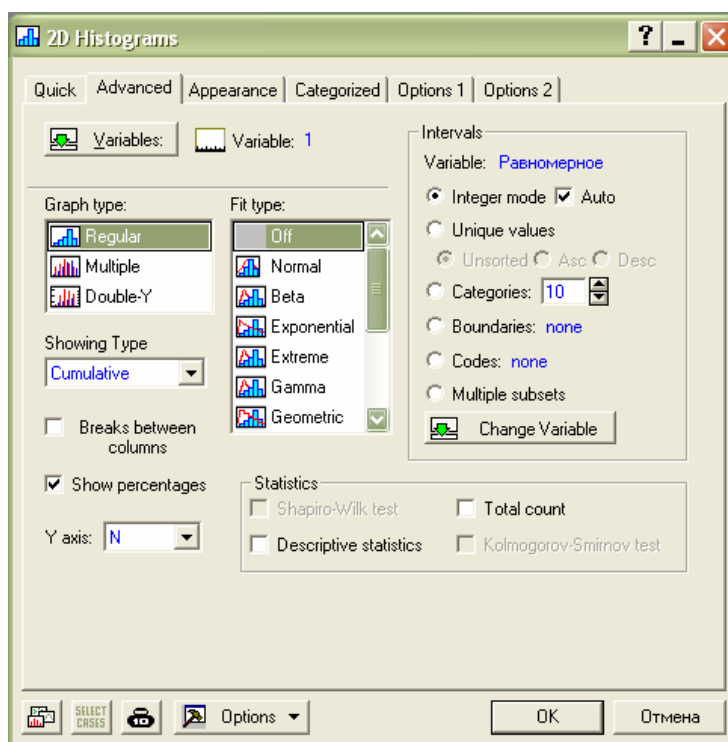 2D Histograms
?
Quick Advanced Appearance Categorized Options 1 Options 2
Variables: Variable: 1
Graph type:
Regular
Multiple
Double-Y
Showing Type
Cumulative
Breaks between
columns
Show percentages
Y axis: N
Fit type:
Off
Normal
Beta
Exponential
Extreme
Gamma
Geometric
Intervals
Variable: Равномерное
Integer mode Auto
Unique values
Unsorted Asc Desc
Categories: 10
Boundaries: none
Codes: none
Multiple subsets
Change Variable
Statistics
Shapiro-Wilk test Total count
Descriptive statistics Kolmogorov-Smirnov test
SELECT
CASES
Options OK Отмена